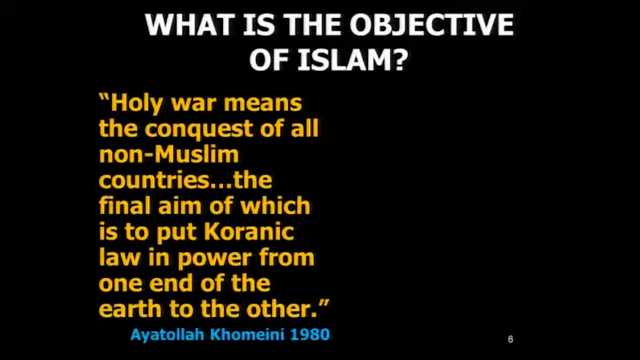 WHAT IS THE OBJECTIVE
OF ISLAM?
“Holy war means
the conquest of all
non-Muslim
countries...the
final aim of which
is to put Koranic
law in power from
one end of the
earth to the other.”
Ayatollah Khomeini 1980
6